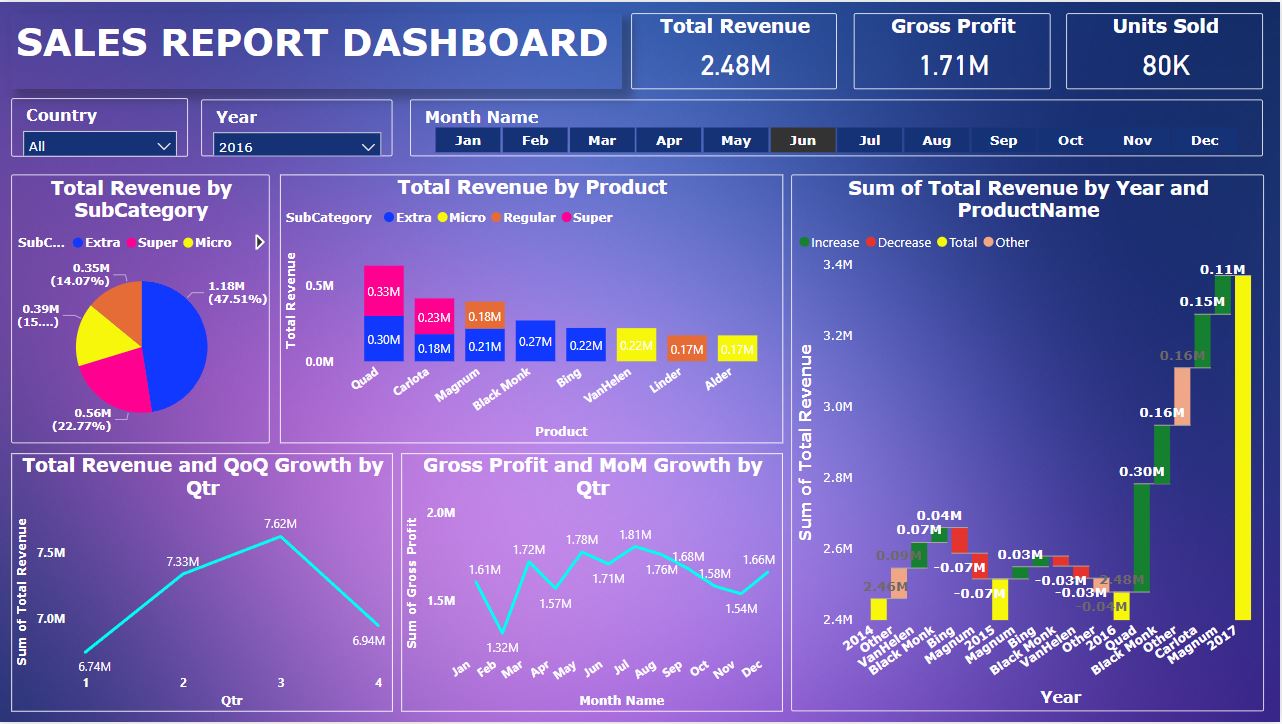 SALES REPORT DASHBOARD
Total Revenue
2.48M
Gross Profit
1.71M
Units Sold
80K
Country
All
Year
2016
Month Name
Jan Feb Mar Apr May Jun Jul Aug Sep Oct Nov Dec
Total Revenue by
SubCategory
SubC... Extra Super Micro
0.35M
(14.07%)
1.18M
(47.51%)
0.39M
(15....)
0.56M
(22.77%)
Total Revenue by Product
SubCategory Extra Micro Regular Super
Total Revenue
0.5M
0.0M
0.33M
0.30M
0.23M
0.18M
0.18M
0.21M
0.27M
0.22M
0.22M
0.17M
0.17M
Quad
Carlota
Magnum
Black Monk
Bing
VanHelen
Linder
Alder
Product
Sum of Total Revenue by Year and
ProductName
Increase Decrease Total Other
Sum of Total Revenue
3.4M
3.2M
3.0M
2.8M
2.6M
2.4M
2.46M
0.09M
0.07M
0.04M
-0.07M
-0.07M
0.03M
-0.03M
-0.03M
-0.04M
2.48M
0.30M
0.16M
0.16M
0.15M
0.11M
2014
Other
VanHelen
Black Monk
Bing
Magnum
2015
Magnum
Bing
Black Monk
VanHelen
Other
2016
Quad
Black Monk
Other
Carlota
Magnum
2017
Year
Total Revenue and QoQ Growth by
Qtr
Sum of Total Revenue
7.5M
7.0M
6.74M
7.33M
7.62M
6.94M
1 2 3 4
Qtr
Gross Profit and MoM Growth by
Qtr
Sum of Gross Profit
2.0M
1.5M
1.61M
1.32M
1.72M
1.57M
1.78M
1.71M
1.81M
1.76M
1.68M
1.58M
1.54M
1.66M
Jan
Feb
Mar
Apr
May
Jun
Jul
Aug
Sep
Oct
Nov
Dec
Month Name